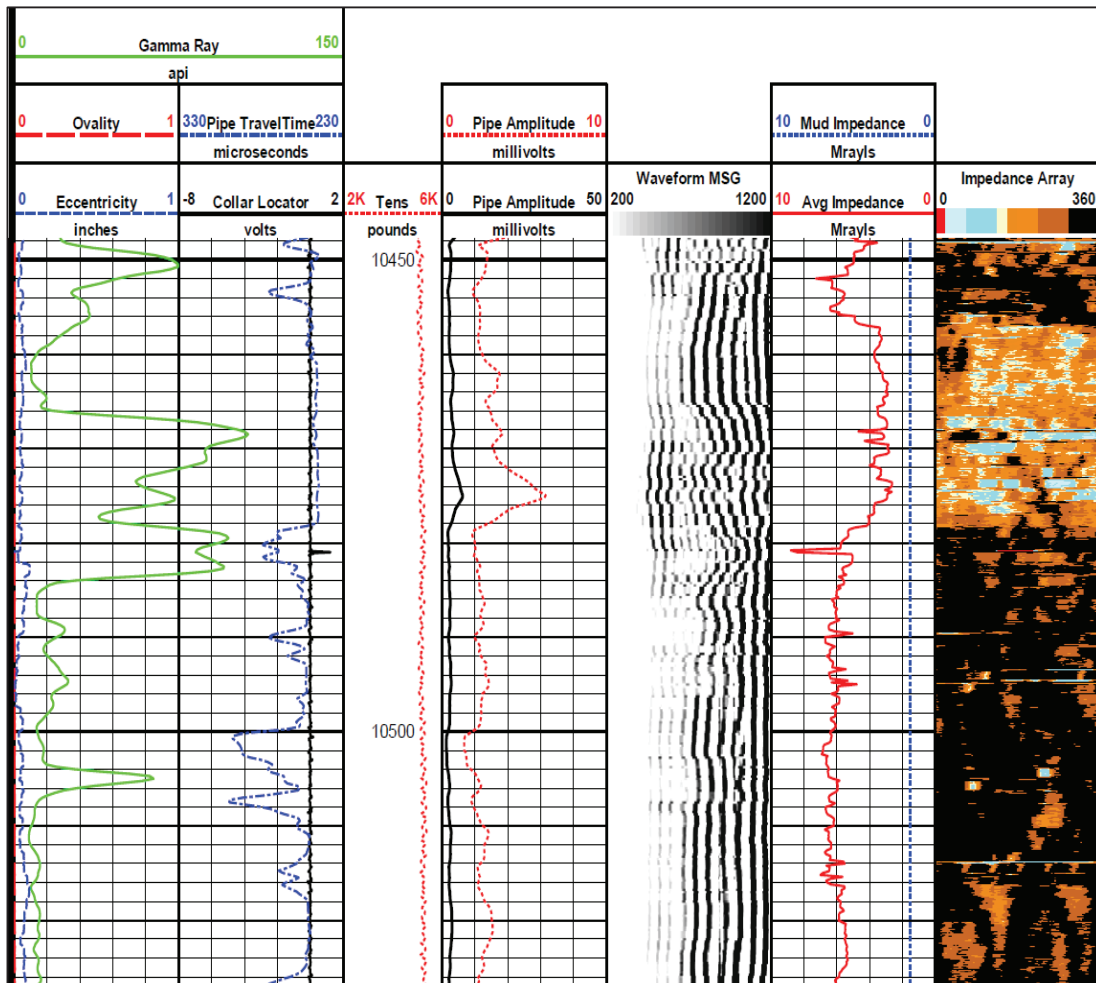 0 Gamma Ray 150
api
0 Ovality 1
330 Pipe TravelTime 230
microseconds
0 Pipe Amplitude 10
millivolts
10 Mud Impedance 0
Mrayls
0 Eccentricity 1
inches
-8 Collar Locator 2
volts
2K Tens 6K
pounds
0 Pipe Amplitude 50
millivolts
Waveform MSG
200 1200
10 Avg Impedance 0
Mrayls
Impedance Array
0 360
10450
10500